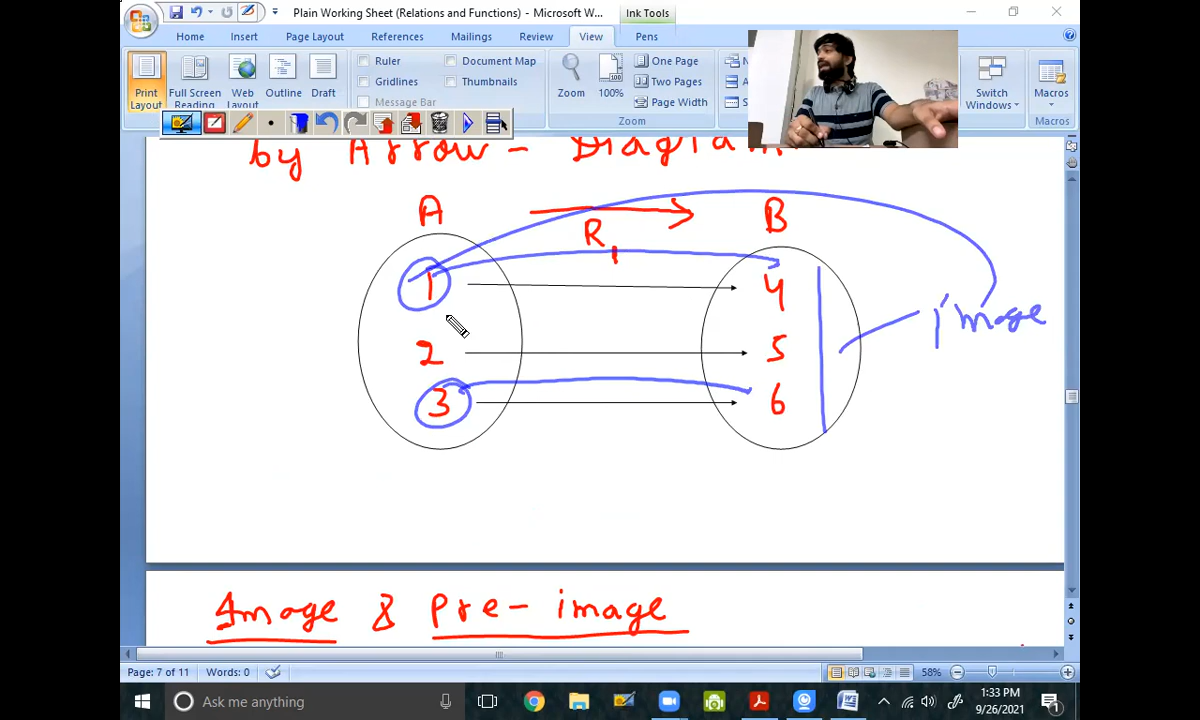 Plain Working Sheet (Relations and Functions) - Microsoft W...
Ink Tools
Home Insert Page Layout References Mailings Review View Pens
Ruler Document Map One Page
Gridlines Thumbnails Two Pages
Message Bar Page Width
Print Layout
Full Screen Reading
Web Layout
Outline
Draft
Zoom
100%
Switch Windows
Macros
Zoom
Macros
by Arrow - Diagram
A B
R1
1 4
image
2 5
3 6
Image & Pre-image
Page: 7 of 11 Words: 0 58%
Ask me anything
1:33 PM
9/26/2021
1